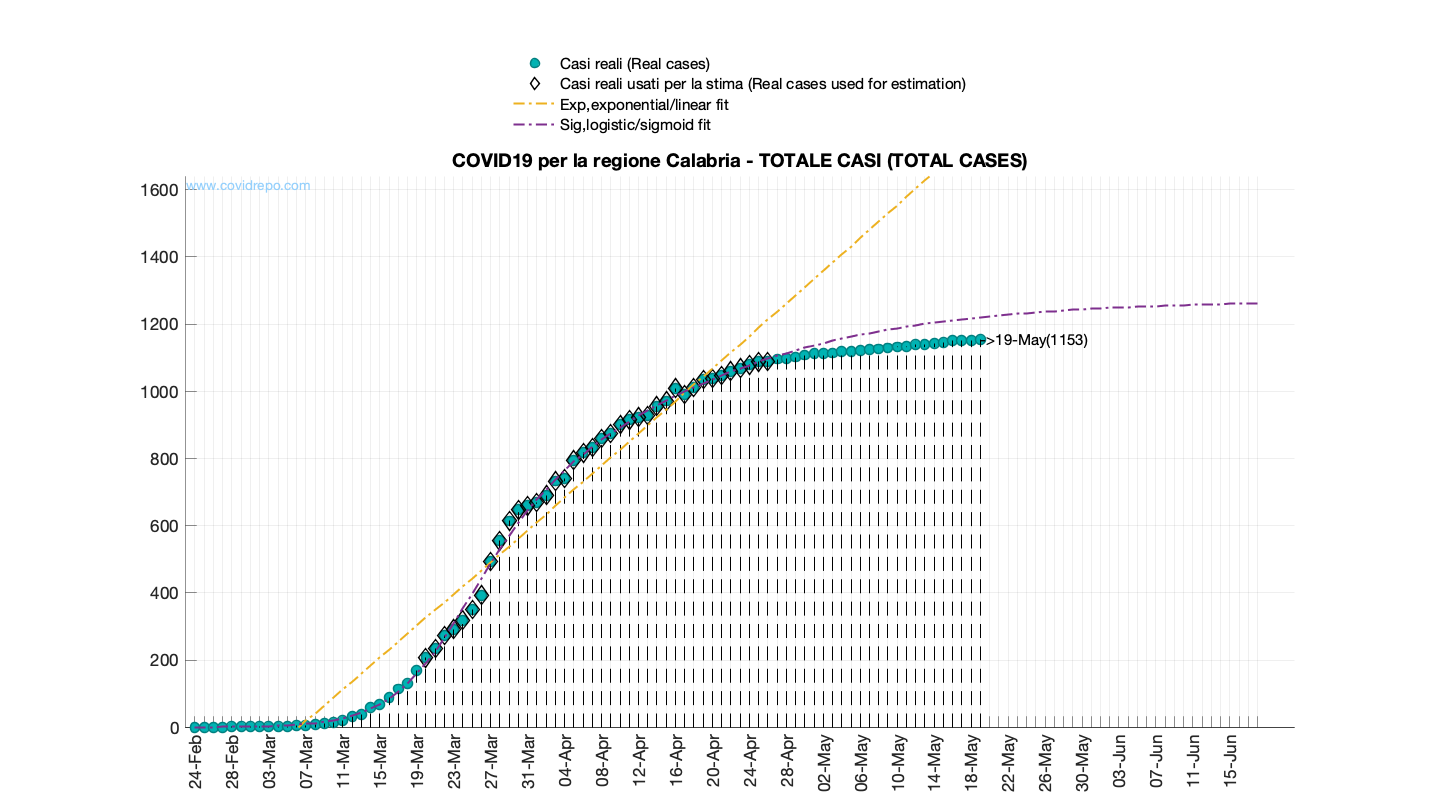 Casi reali (Real cases)
Casi reali usati per la stima (Real cases used for estimation)
Exp,exponential/linear fit
Sig,logistic/sigmoid fit
COVID19 per la regione Calabria - TOTALE CASI (TOTAL CASES)
www.covidrepo.com
1600
1400
1200
1000
800
600
400
200
0
->19-May(1153)
24-Feb
28-Feb
03-Mar
07-Mar
11-Mar
15-Mar
19-Mar
23-Mar
27-Mar
31-Mar
04-Apr
08-Apr
12-Apr
16-Apr
20-Apr
24-Apr
28-Apr
02-May
06-May
10-May
14-May
18-May
22-May
26-May
30-May
03-Jun
07-Jun
11-Jun
15-Jun